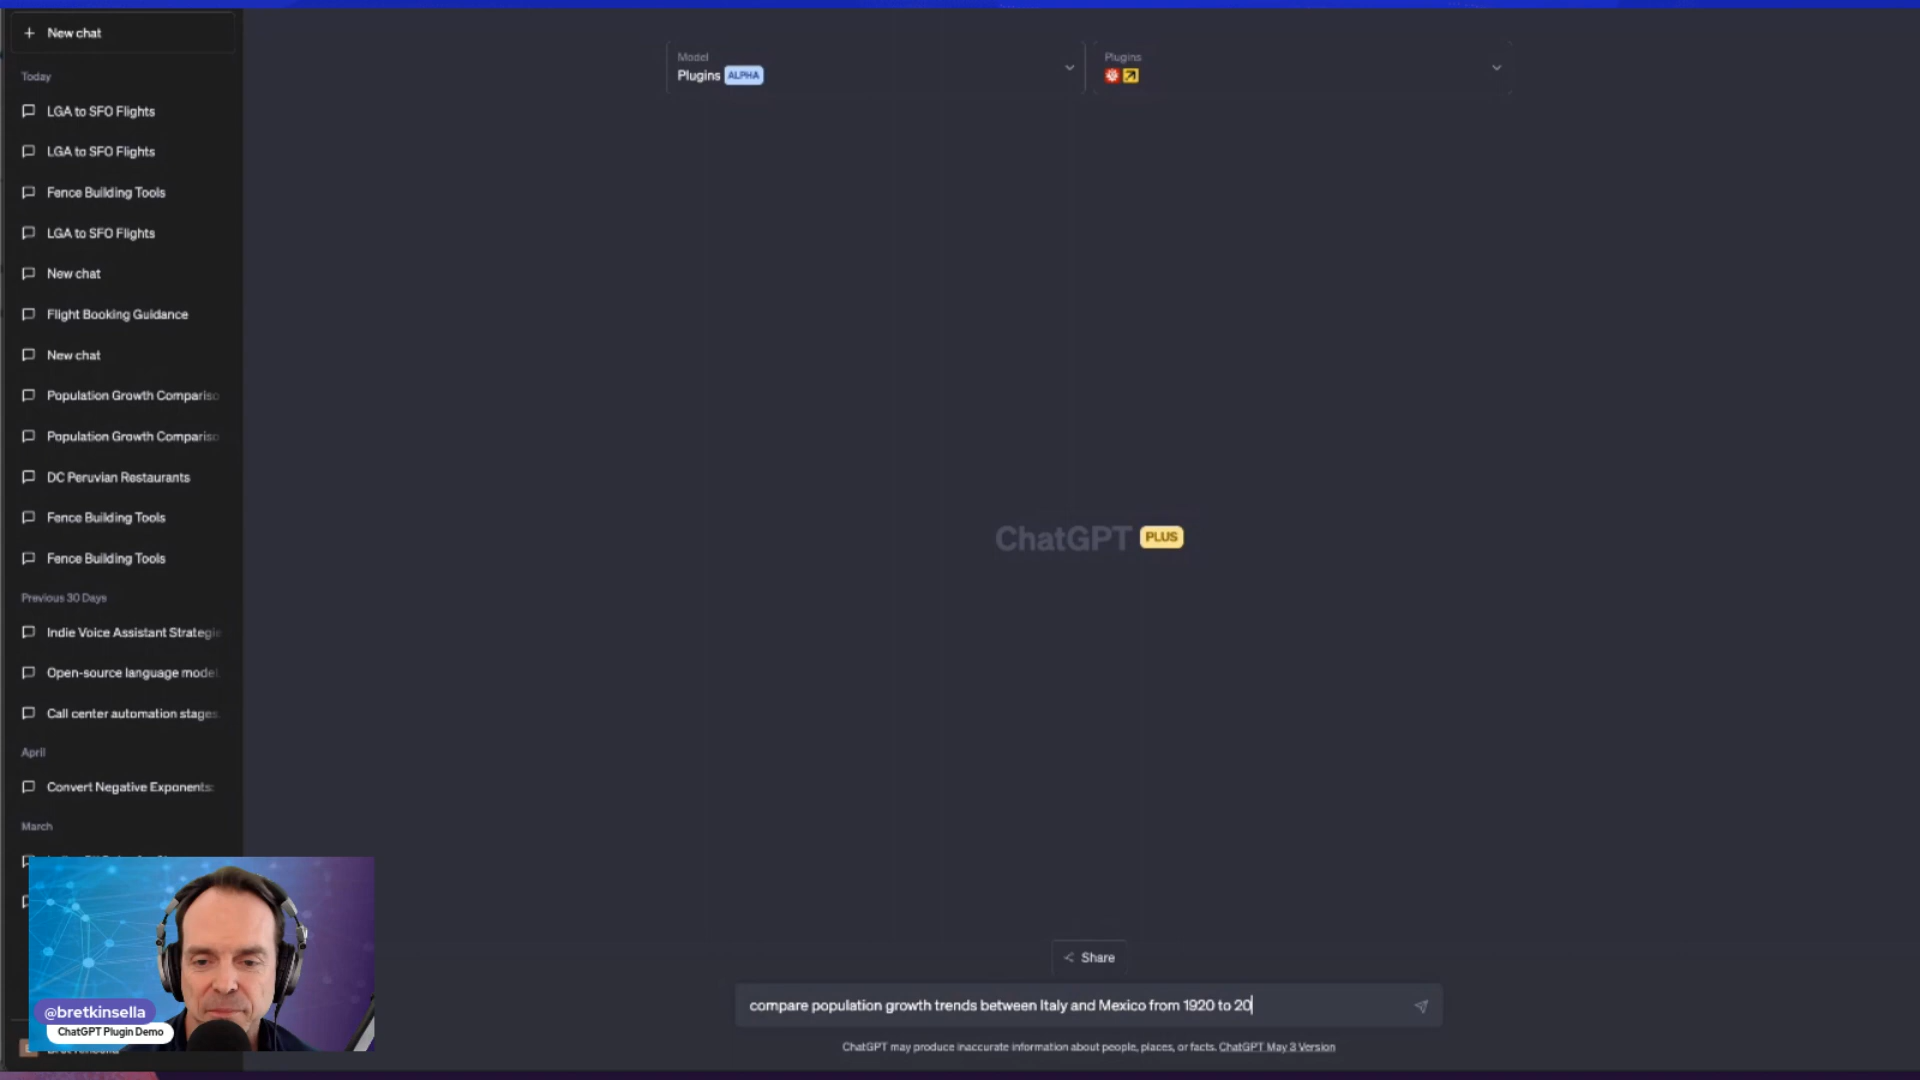 New chat
Today
LGA to SFO Flights
LGA to SFO Flights
Fence Building Tools
LGA to SFO Flights
New chat
Flight Booking Guidance
New chat
Population Growth Compariso
Population Growth Compariso
DC Peruvian Restaurants
Fence Building Tools
Fence Building Tools
Previous 30 Days
Indie Voice Assistant Strategie
Open-source language model
Call center automation stages
April
Convert Negative Exponents:
March
@bretkinsella
ChatGPT Plugin Demo
Model
Plugins ALPHA
Plugins
ChatGPT PLUS
Share
compare population growth trends between Italy and Mexico from 1920 to 20
ChatGPT may produce inaccurate information about people, places, or facts. ChatGPT May 3 Version